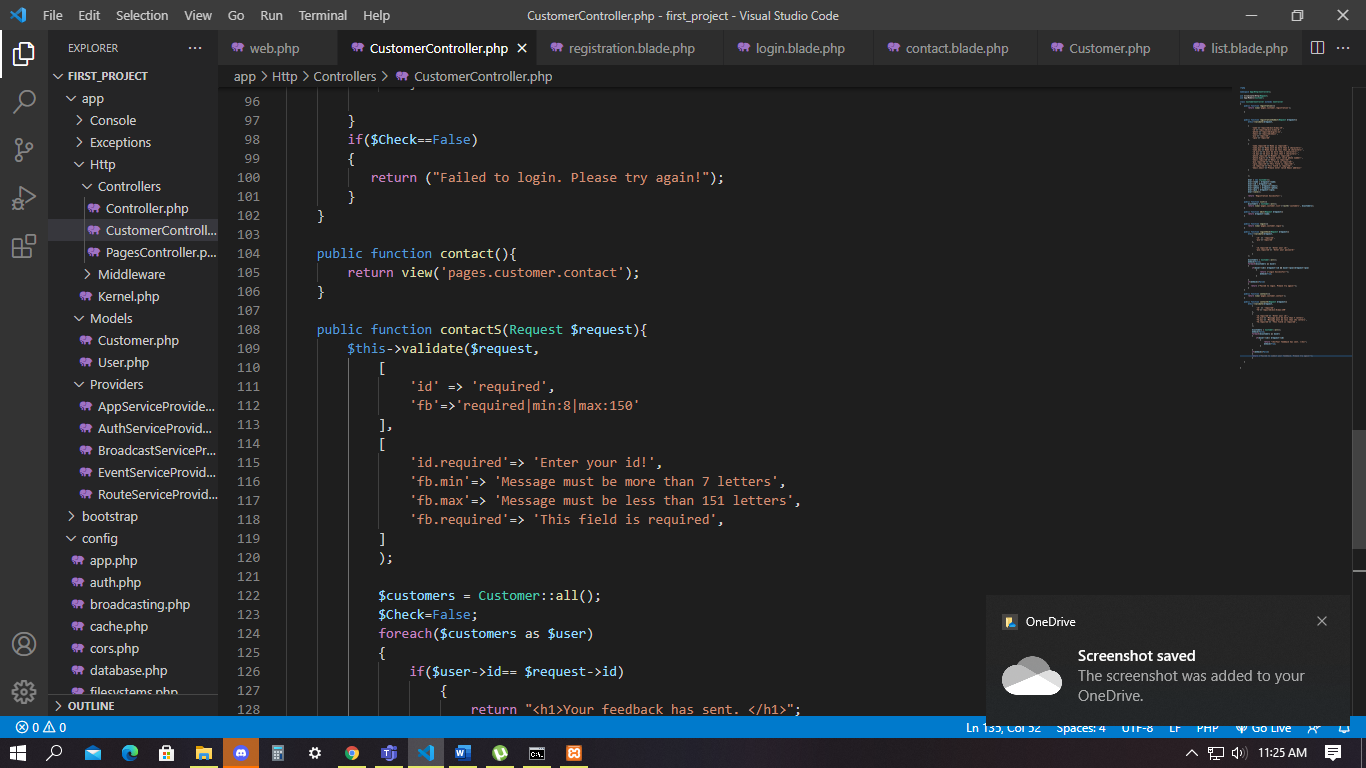 File Edit Selection View Go Run Terminal Help
CustomerController.php - first_project - Visual Studio Code
EXPLORER
FIRST_PROJECT
app
Console
Exceptions
Http
Controllers
Controller.php
CustomerControll...
PagesController.p...
Middleware
Kernel.php
Models
Customer.php
User.php
Providers
AppServiceProvide...
AuthServiceProvid...
BroadcastServicePr...
EventServiceProvid...
RouteServiceProvid...
bootstrap
config
app.php
auth.php
broadcasting.php
cache.php
cors.php
database.php
filesystems.php
OUTLINE
web.php CustomerController.php registration.blade.php login.blade.php contact.blade.php Customer.php list.blade.php
app > Http > Controllers > CustomerController.php
96
97 }
98 if($Check==False)
99 {
100 return ("Failed to login. Please try again!");
101 }
102 }
103
104 public function contact(){
105 return view('pages.customer.contact');
106 }
107
108 public function contactS(Request $request){
109 $this->validate($request,
110 [
111 'id' => 'required',
112 'fb'=>'required|min:8|max:150'
113 ],
114 [
115 'id.required'=> 'Enter your id!',
116 'fb.min'=> 'Message must be more than 7 letters',
117 'fb.max'=> 'Message must be less than 151 letters',
118 'fb.required'=> 'This field is required',
119 ]
120 );
121
122 $customers = Customer::all();
123 $Check=False;
124 foreach($customers as $user)
125 {
126 if($user->id== $request->id)
127 {
128 return "<h1>Your feedback has sent. </h1>";
OneDrive
Screenshot saved
The screenshot was added to your
OneDrive.
0 0
Ln 135, Col 52 Spaces: 4 UTF-8 LF PHP Go Live
11:25 AM